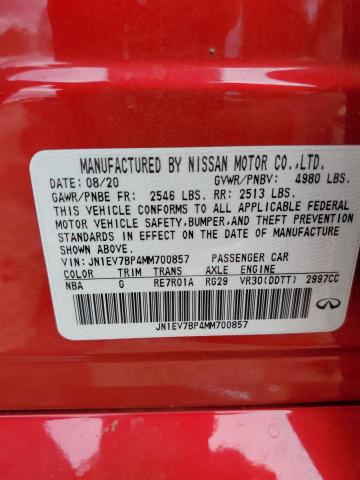 MANUFACTURED BY NISSAN MOTOR CO.,LTD.
DATE: 08/20 GVWR/PNBV: 4980 LBS.
GAWR/PNBE FR: 2546 LBS. RR: 2513 LBS.
THIS VEHICLE CONFORMS TO ALL APPLICABLE FEDERAL
MOTOR VEHICLE SAFETY, BUMPER, AND THEFT PREVENTION
STANDARDS IN EFFECT ON THE DATE OF MANUFACTURE
SHOWN ABOVE.
VIN: JN1EV7BP4MM700857 PASSENGER CAR
COLOR TRIM TRANS AXLE ENGINE
NBA G RE7R01A RG29 VR30(DDTT) 2997CC
JN1EV7BP4MM700857